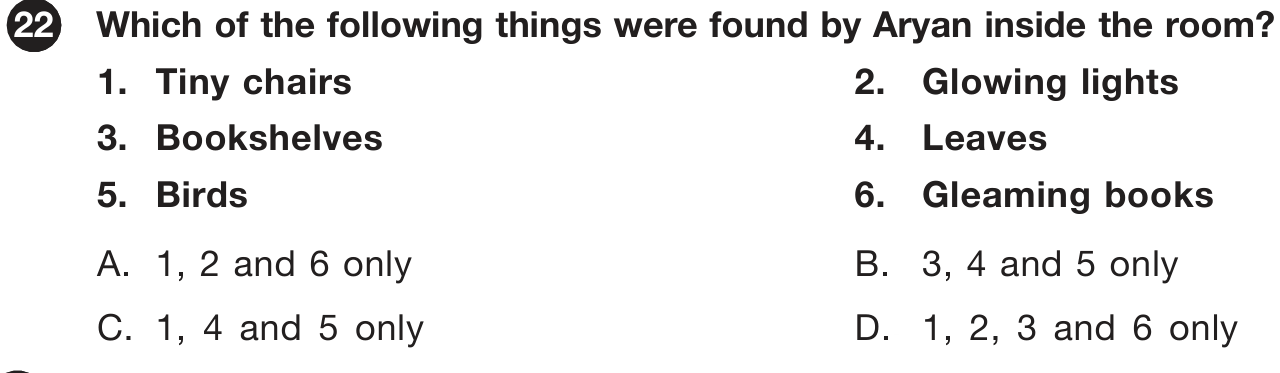 22 Which of the following things were found by Aryan inside the room?
1. Tiny chairs 2. Glowing lights
3. Bookshelves 4. Leaves
5. Birds 6. Gleaming books
A. 1, 2 and 6 only B. 3, 4 and 5 only
C. 1, 4 and 5 only D. 1, 2, 3 and 6 only